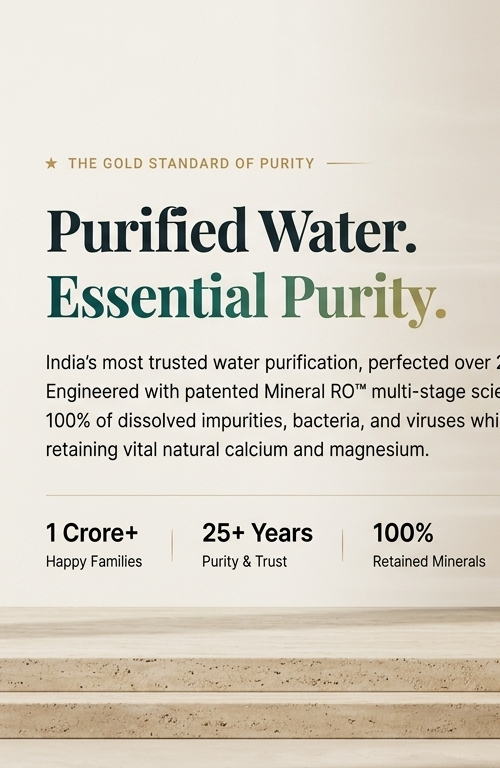 ★ THE GOLD STANDARD OF PURITY
Purified Water.
Essential Purity.
India's most trusted water purification, perfected over
Engineered with patented Mineral RO™ multi-stage
100% of dissolved impurities, bacteria, and viruses
retaining vital natural calcium and magnesium.
1 Crore+
Happy Families
25+ Years
Purity & Trust
100%
Retained Minerals